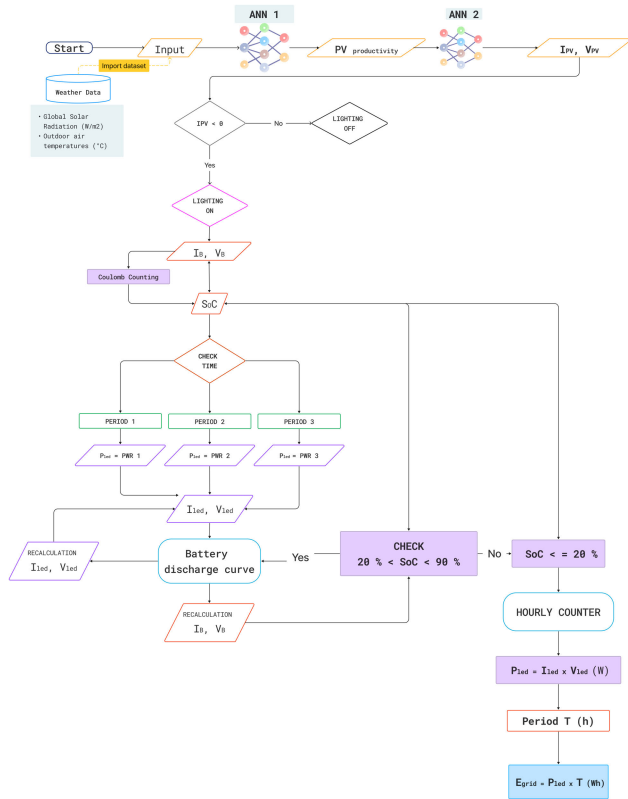 ANN 1
ANN 2
Start
Input
PV productivity
IPV, VPV
Import dataset
Weather Data
• Global Solar
Radiation (W/m2)
• Outdoor air
temperatures (°C)
IPV < 0
No
LIGHTING
OFF
Yes
LIGHTING
ON
IB, VB
Coulomb Counting
SoC
CHECK
TIME
PERIOD 1
PERIOD 2
PERIOD 3
Pled = PWR 1
Pled = PWR 2
Pled = PWR 3
Iled, Vled
RECALCULATION
Iled, Vled
Battery
discharge curve
Yes
CHECK
20 % < SoC < 90 %
No
SoC < = 20 %
RECALCULATION
IB, VB
HOURLY COUNTER
Pled = Iled x Vled (W)
Period T (h)
Egrid = Pled x T (Wh)